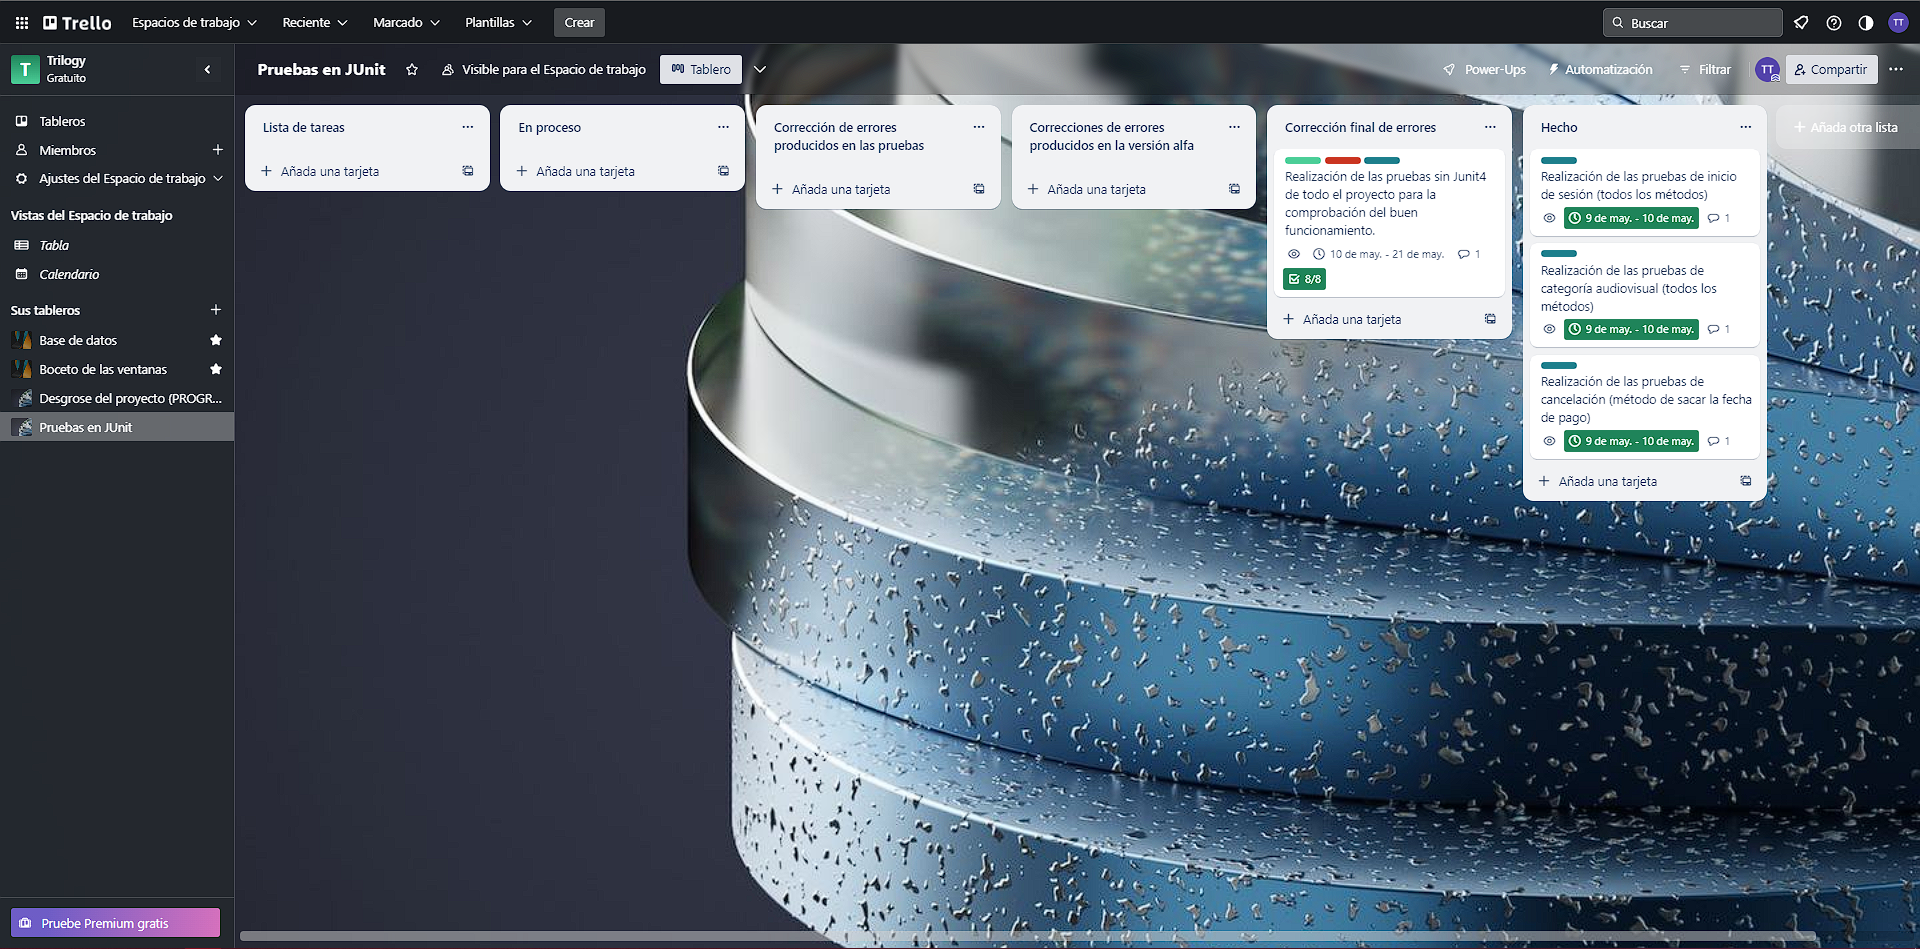 Trello
Espacios de trabajo
Reciente
Marcado
Plantillas
Crear
Buscar
TT
T
Trilogy
Gratuito
Pruebas en JUnit
Visible para el Espacio de trabajo
Tablero
Power-Ups
Automatización
Filtrar
TT
Compartir
Tableros
Miembros
Ajustes del Espacio de trabajo
Vistas del Espacio de trabajo
Tabla
Calendario
Sus tableros
Base de datos
Boceto de las ventanas
Desgrose del proyecto (PROGR...
Pruebas en JUnit
Pruebe Premium gratis
Lista de tareas
Añada una tarjeta
En proceso
Añada una tarjeta
Corrección de errores
producidos en las pruebas
Añada una tarjeta
Correcciones de errores
producidos en la versión alfa
Añada una tarjeta
Corrección final de errores
Realización de las pruebas sin Junit4
de todo el proyecto para la
comprobación del buen
funcionamiento.
10 de may. - 21 de may. 1
8/8
Añada una tarjeta
Hecho
Realización de las pruebas de inicio
de sesión (todos los métodos)
9 de may. - 10 de may. 1
Realización de las pruebas de
categoría audiovisual (todos los
métodos)
9 de may. - 10 de may. 1
Realización de las pruebas de
cancelación (método de sacar la fecha
de pago)
9 de may. - 10 de may. 1
Añada una tarjeta
Añada otra lista